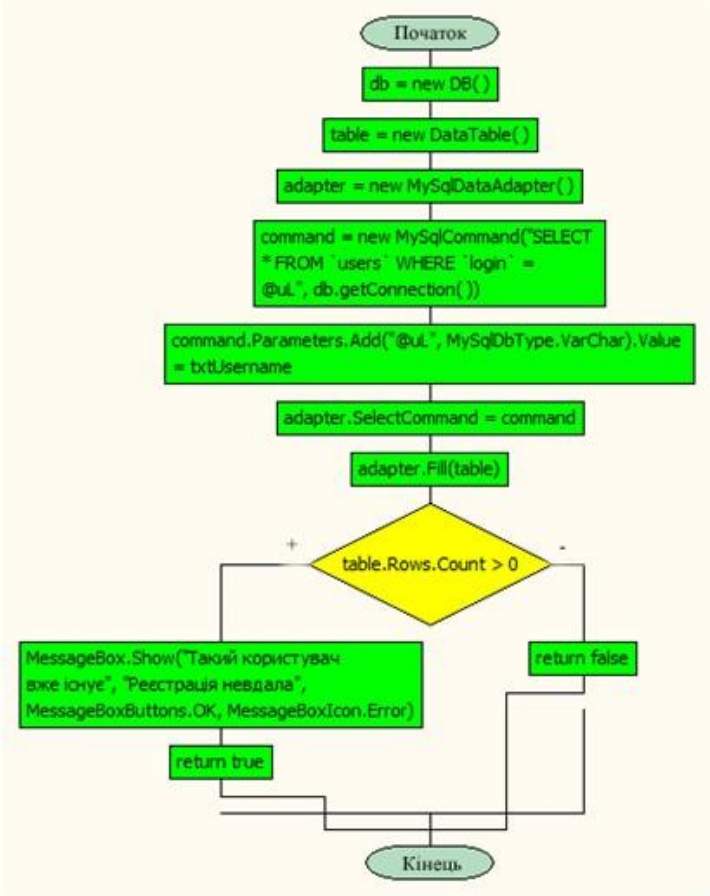 Початок
db = new DB()
table = new DataTable()
adapter = new MySqlDataAdapter()
command = new MySqlCommand("SELECT
* FROM `users` WHERE `login` =
@uL", db.getConnection())
command.Parameters.Add("@uL", MySqlDbType.VarChar).Value
= txtUsername
adapter.SelectCommand = command
adapter.Fill(table)
+
-
table.Rows.Count > 0
MessageBox.Show("Такий користувач
вже існує", "Реєстрація невдала",
MessageBoxButtons.OK, MessageBoxIcon.Error)
return false
return true
Кінець